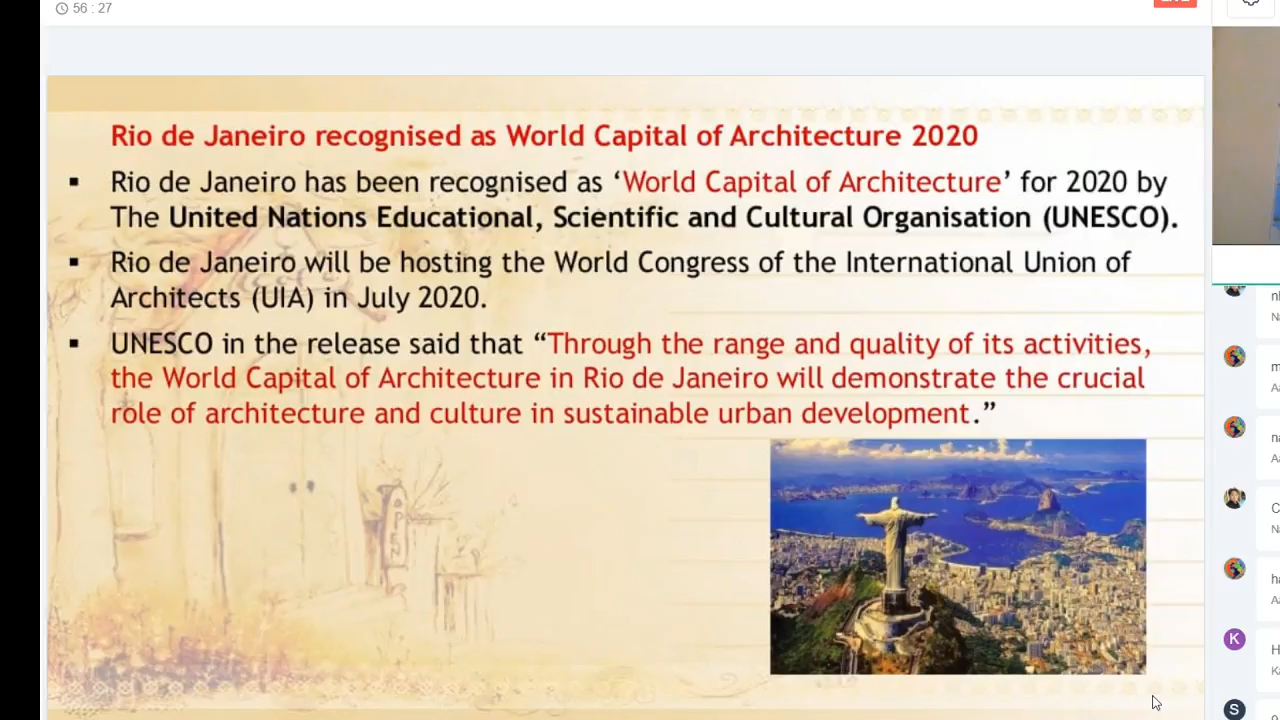 56 : 27
Rio de Janeiro recognised as World Capital of Architecture 2020
▪ Rio de Janeiro has been recognised as ‘World Capital of Architecture’ for 2020 by
The United Nations Educational, Scientific and Cultural Organisation (UNESCO).
▪ Rio de Janeiro will be hosting the World Congress of the International Union of
Architects (UIA) in July 2020.
▪ UNESCO in the release said that “Through the range and quality of its activities,
the World Capital of Architecture in Rio de Janeiro will demonstrate the crucial
role of architecture and culture in sustainable urban development.”
OPEN
K
S